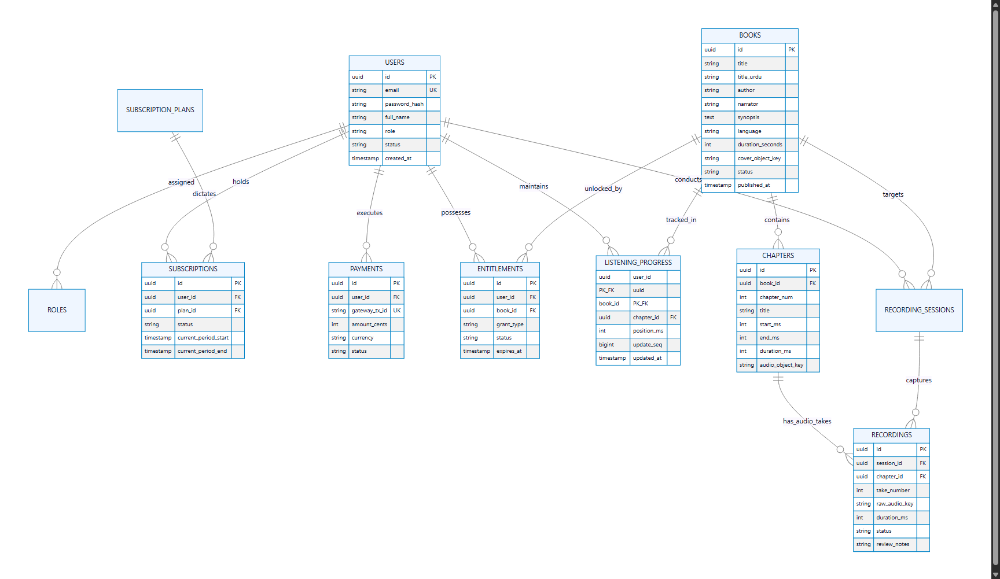 BOOKS
uuid id PK
string title
string title_urdu
string author
string narrator
text synopsis
string language
int duration_seconds
string cover_object_key
string status
timestamp published_at
USERS
uuid id PK
string email UK
string password_hash
string full_name
string role
string status
timestamp created_at
SUBSCRIPTION_PLANS
assigned
holds
dictates
executes
possesses
maintains
unlocked_by
conducts
tracked_in
contains
targets
ROLES
SUBSCRIPTIONS
uuid id PK
uuid user_id FK
uuid plan_id FK
string status
timestamp current_period_start
timestamp current_period_end
PAYMENTS
uuid id PK
uuid user_id FK
string gateway_tx_id UK
int amount_cents
string currency
string status
ENTITLEMENTS
uuid id PK
uuid user_id FK
uuid book_id FK
string grant_type
string status
timestamp expires_at
LISTENING_PROGRESS
uuid user_id
PK_FK uuid
book_id PK_FK
uuid chapter_id FK
int position_ms
bigint update_seq
timestamp updated_at
CHAPTERS
uuid id PK
uuid book_id FK
int chapter_num
string title
int start_ms
int end_ms
int duration_ms
string audio_object_key
RECORDING_SESSIONS
captures
has_audio_takes
RECORDINGS
uuid id PK
uuid session_id FK
uuid chapter_id FK
int take_number
string raw_audio_key
int duration_ms
string status
string review_notes